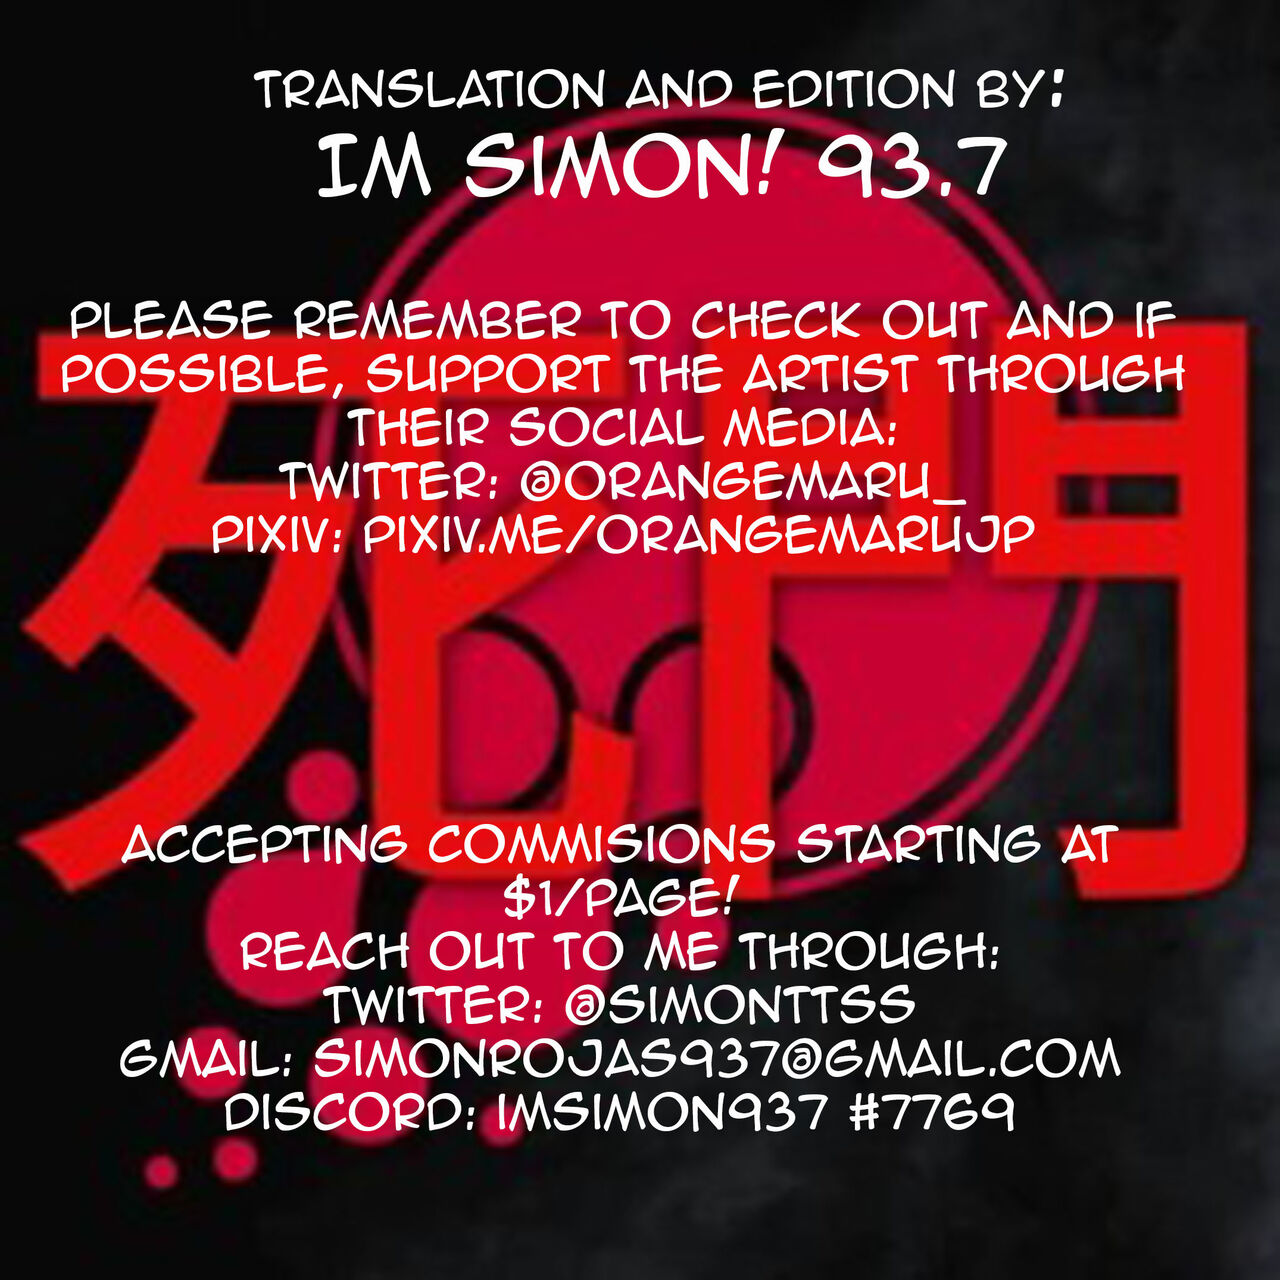 TRANSLATION AND EDITION BY:
IM SIMON! 93.7
PLEASE REMEMBER TO CHECK OUT AND IF
POSSIBLE, SUPPORT THE ARTIST THROUGH
THEIR SOCIAL MEDIA:
TWITTER: @ORANGEMARU_
PIXIV: PIXIV.ME/ORANGEMARUJP
死門
ACCEPTING COMMISIONS STARTING AT
$1/PAGE!
REACH OUT TO ME THROUGH:
TWITTER: @SIMONTTSS
GMAIL: SIMONROJAS937@GMAIL.COM
DISCORD: IMSIMON937 #7769